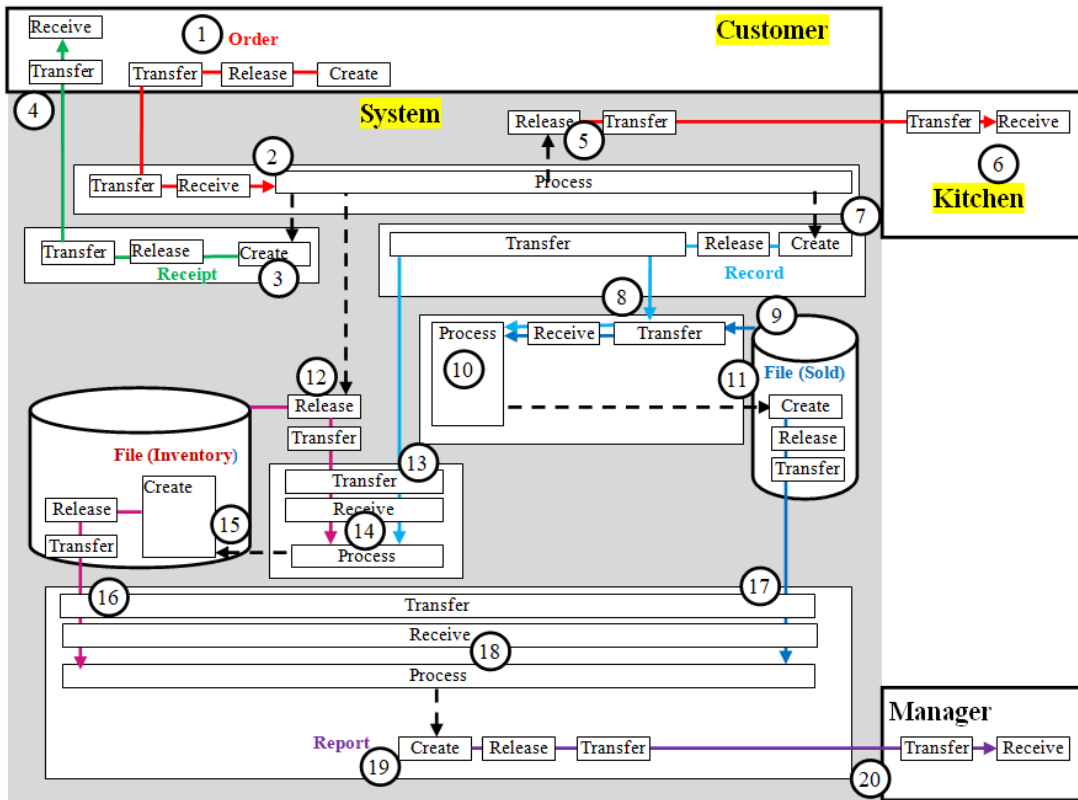 Receive
1
Order
Customer
Transfer
Transfer
Release
Create
4
System
Release
5
Transfer
Transfer
Receive
2
6
Kitchen
Transfer
Receive
Process
7
Transfer
Release
Create
Receipt
3
Transfer
Release
Create
Record
8
9
Process
Receive
Transfer
10
11
File (Sold)
Create
Release
Transfer
12
Release
Transfer
File (Inventory)
Create
Release
15
Transfer
13
Transfer
Receive
14
Process
16
17
Transfer
Receive
18
Process
Report
19
Create
Release
Transfer
20
Manager
Transfer
Receive